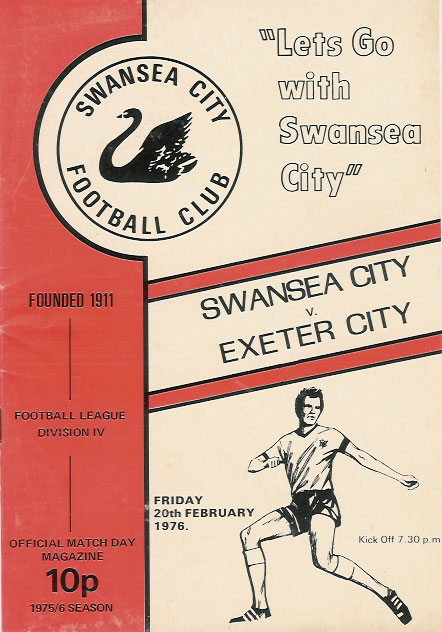 SWANSEA CITY
FOOTBALL CLUB
"Lets Go
with
Swansea
City"
FOUNDED 1911
SWANSEA CITY
v.
EXETER CITY
FOOTBALL LEAGUE
DIVISION IV
FRIDAY
20th FEBRUARY
1976.
Kick Off 7.30 p.m
OFFICIAL MATCH DAY
MAGAZINE
10p
1975/6 SEASON